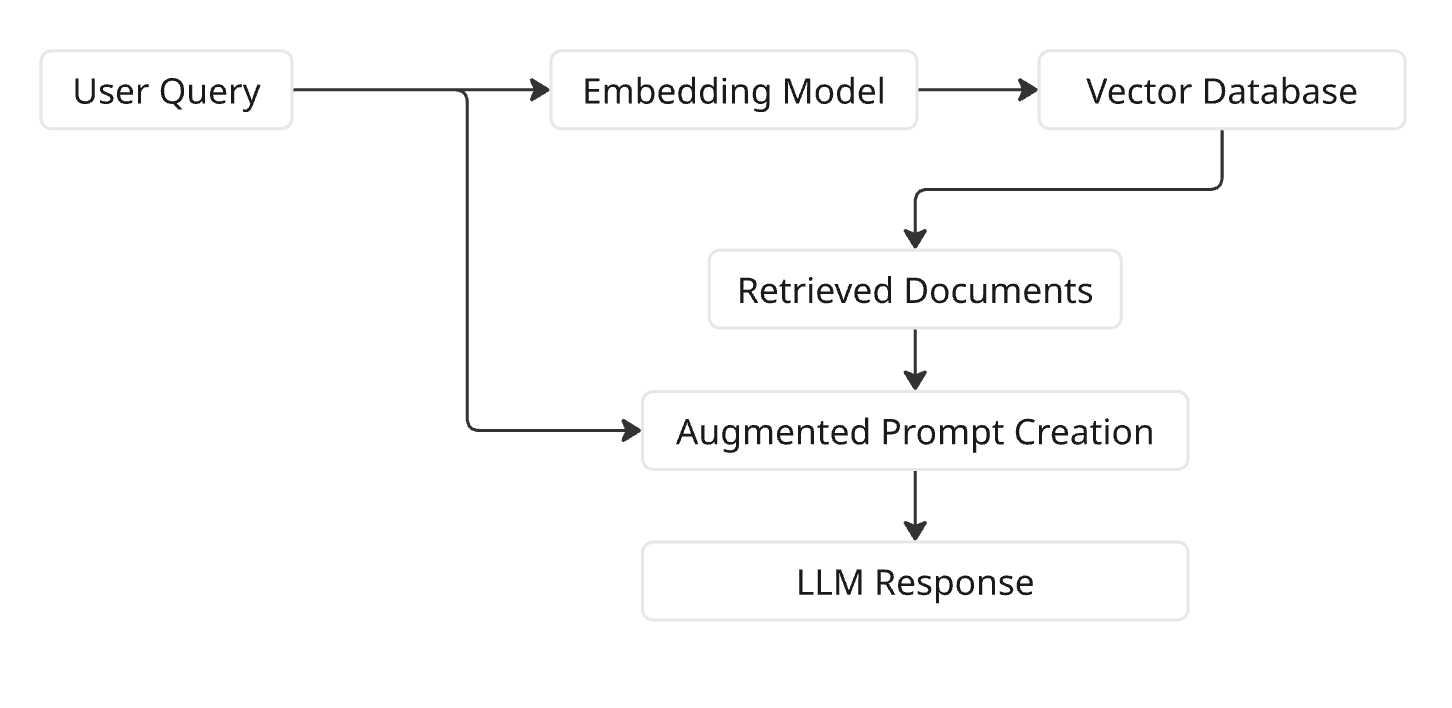 User Query
Embedding Model
Vector Database
Retrieved Documents
Augmented Prompt Creation
LLM Response